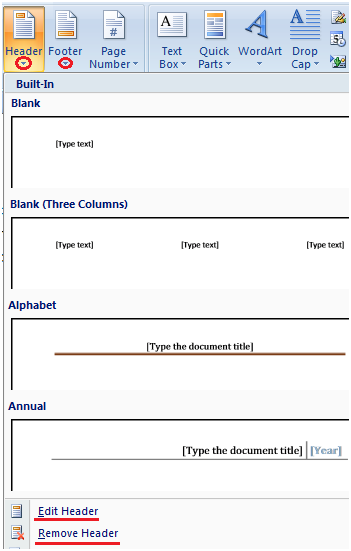 Header Footer Page Number Text Box Quick Parts WordArt Drop Cap
Built-In
Blank
[Type text]
Blank (Three Columns)
[Type text] [Type text] [Type text]
Alphabet
[Type the document title]
Annual
[Type the document title] [Year]
Edit Header
Remove Header